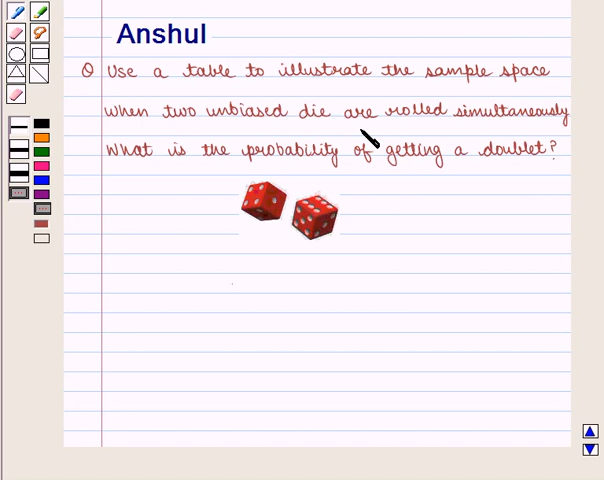 Anshul
Q Use a table to illustrate the sample space
when two unbiased die are rolled simultaneously
What is the probability of getting a doublet?